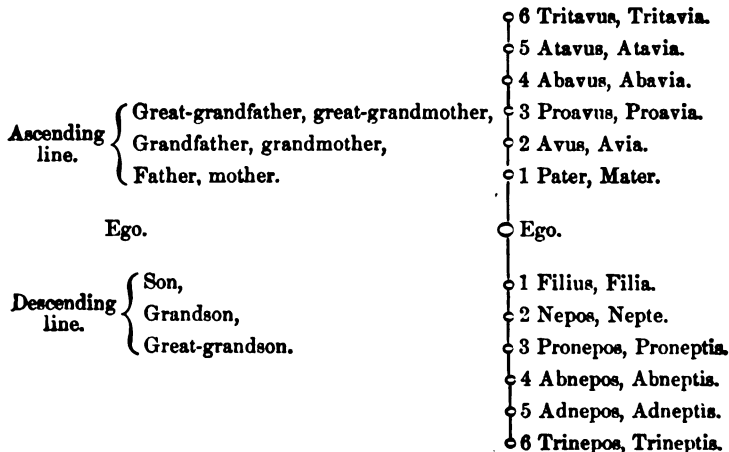 6 Tritavus, Tritavia.
5 Atavus, Atavia.
4 Abavus, Abavia.
Great-grandfather, great-grandmother, 3 Proavus, Proavia.
Ascending line. Grandfather, grandmother, 2 Avus, Avia.
Father, mother. 1 Pater, Mater.
Ego. Ego.
Son, 1 Filius, Filia.
Descending line. Grandson, 2 Nepos, Nepte.
Great-grandson. 3 Pronepos, Proneptis.
4 Abnepos, Abneptis.
5 Adnepos, Adneptis.
6 Trinepos, Trineptis.